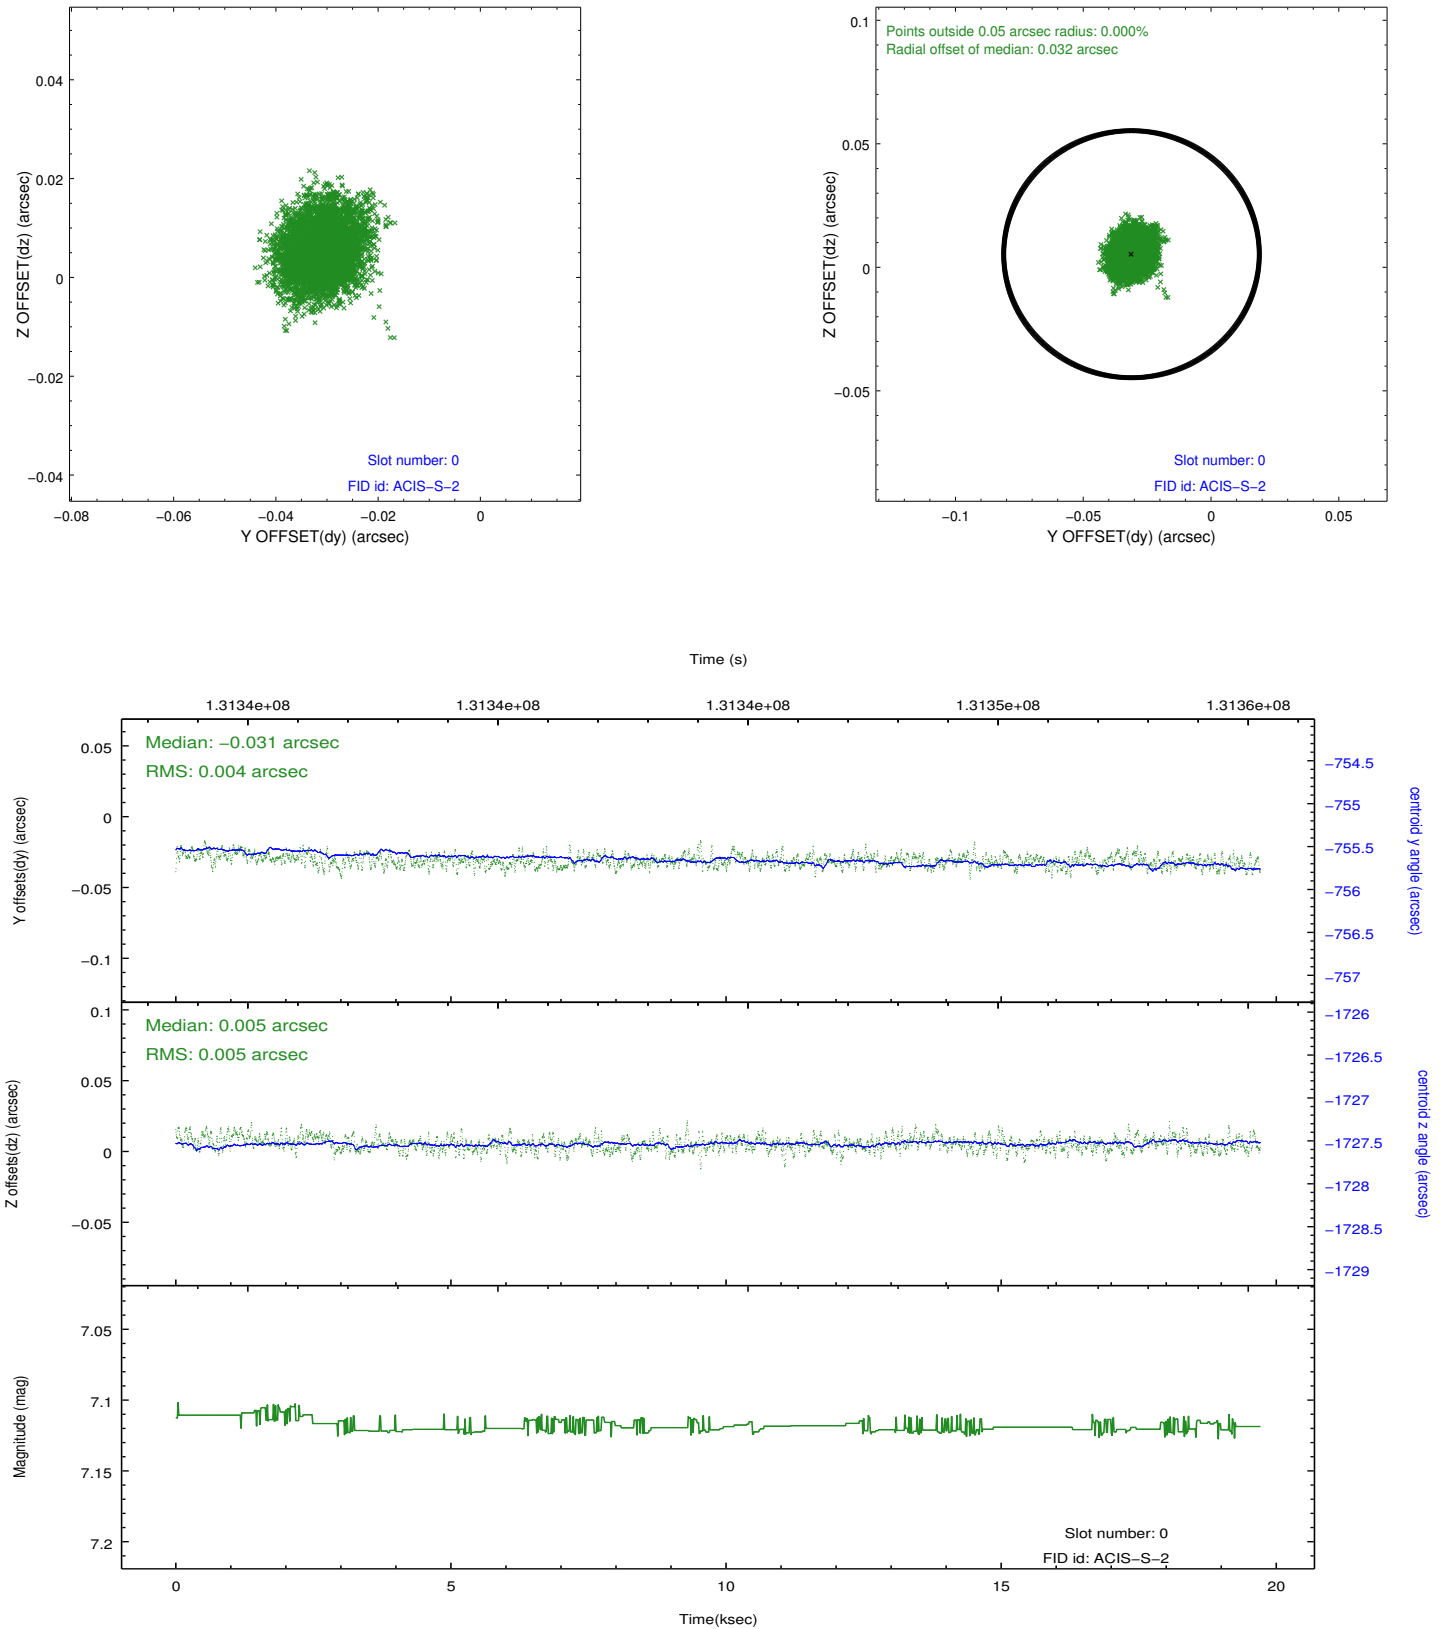 0.04
0.02
0
−0.02
−0.04
Z OFFSET(dz) (arcsec)
Slot number: 0
FID id: ACIS−S−2
−0.08
−0.06
−0.04
−0.02
0
Y OFFSET(dy) (arcsec)
Points outside 0.05 arcsec radius: 0.000%
Radial offset of median: 0.032 arcsec
0.1
0.05
0
−0.05
Z OFFSET(dz) (arcsec)
Slot number: 0
FID id: ACIS−S−2
−0.1
−0.05
0
0.05
Y OFFSET(dy) (arcsec)
Time (s)
1.3134e+08
1.3134e+08
1.3134e+08
1.3135e+08
1.3136e+08
Median: −0.031 arcsec
RMS: 0.004 arcsec
0.05
0
−0.05
−0.1
Y offsets(dy) (arcsec)
−754.5
−755
−755.5
−756
−756.5
−757
centroid y angle (arcsec)
Median: 0.005 arcsec
RMS: 0.005 arcsec
0.1
0.05
0
−0.05
Z offsets(dz) (arcsec)
−1726
−1726.5
−1727
−1727.5
−1728
−1728.5
−1729
centroid z angle (arcsec)
7.05
7.1
7.15
7.2
Magnitude (mag)
Slot number: 0
FID id: ACIS−S−2
0
5
10
15
20
Time(ksec)